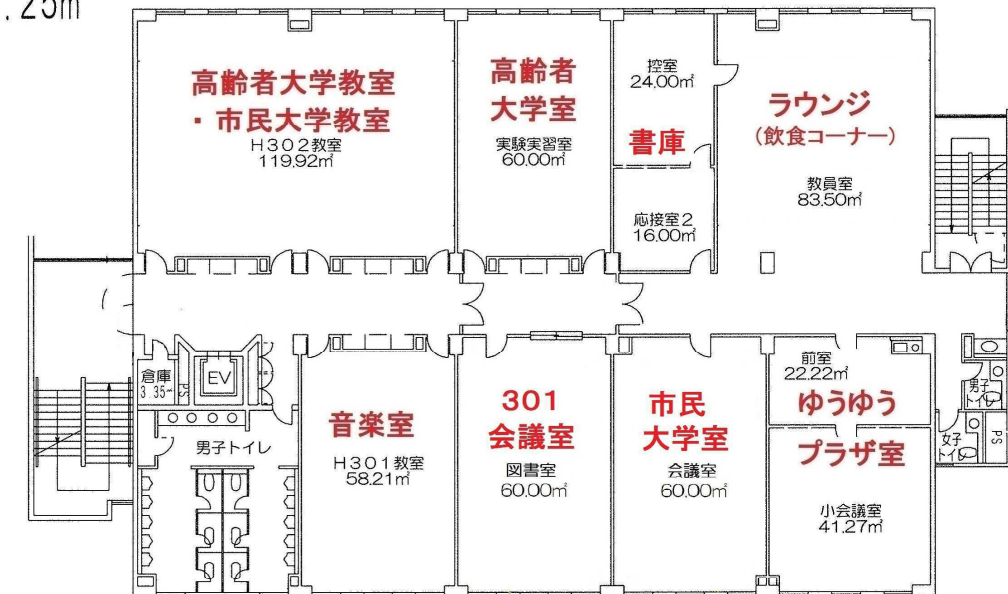 .25m
高齢者大学教室
・市民大学教室
H302教室
119.92㎡
高齢者
大学室
実験実習室
60.00㎡
控室
24.00㎡
書庫
応接室2
16.00㎡
ラウンジ
(飲食コーナー)
教員室
83.50㎡
倉庫
3.35㎡
PS
EV
男子トイレ
音楽室
H301教室
58.21㎡
301
会議室
図書室
60.00㎡
市民
大学室
会議室
60.00㎡
前室
22.22㎡
ゆうゆう
プラザ室
小会議室
41.27㎡
男子
トイレ
女子
トイレ
PS